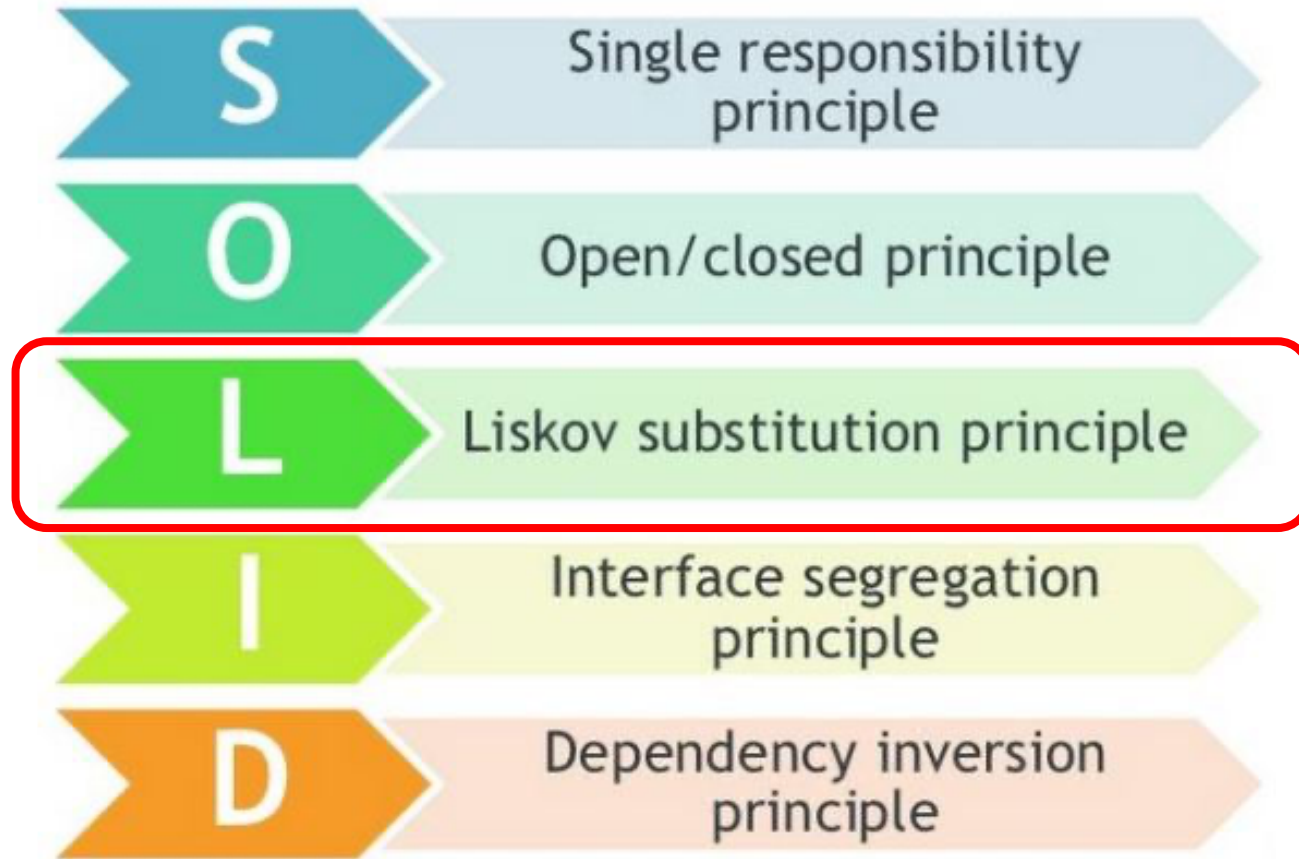 S
Single responsibility
principle
O
Open/closed principle
L
Liskov substitution principle
I
Interface segregation
principle
D
Dependency inversion
principle